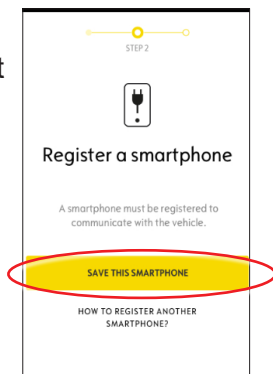 STEP 2
t
Register a smartphone
A smartphone must be registered to
communicate with the vehicle.
SAVE THIS SMARTPHONE
HOW TO REGISTER ANOTHER
SMARTPHONE?